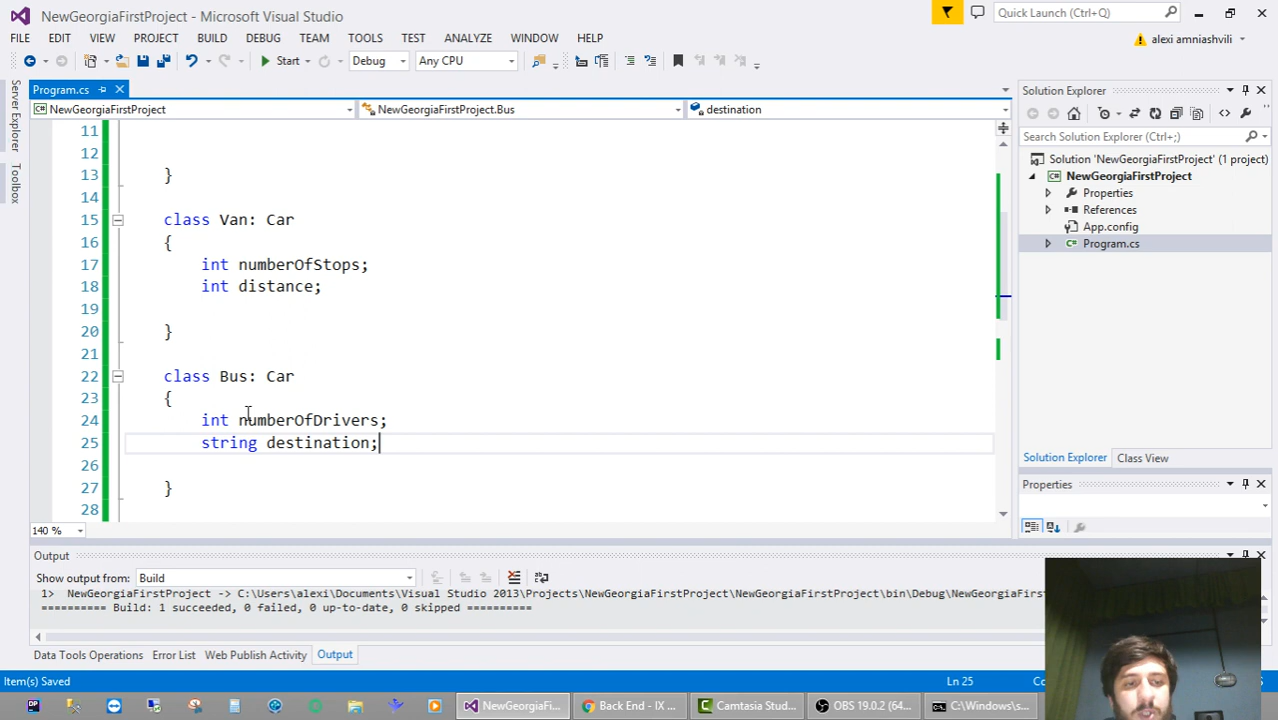 NewGeorgiaFirstProject - Microsoft Visual Studio
Quick Launch (Ctrl+Q)
FILE EDIT VIEW PROJECT BUILD DEBUG TEAM TOOLS TEST ANALYZE WINDOW HELP
alexi amniashvili
Start Debug Any CPU
Server Explorer
Toolbox
Program.cs
NewGeorgiaFirstProject NewGeorgiaFirstProject.Bus destination
11
12
13 }
14
15 class Van: Car
16 {
17 int numberOfStops;
18 int distance;
19
20 }
21
22 class Bus: Car
23 {
24 int numberOfDrivers;
25 string destination;
26
27 }
28
140 %
Solution Explorer
Search Solution Explorer (Ctrl+;)
Solution 'NewGeorgiaFirstProject' (1 project)
NewGeorgiaFirstProject
Properties
References
App.config
Program.cs
Solution Explorer Class View
Properties
Output
Show output from: Build
1> NewGeorgiaFirstProject -> C:\Users\alexi\Documents\Visual Studio 2013\Projects\NewGeorgiaFirstProject\NewGeorgiaFirstProject\bin\Debug\NewGeorgiaFirst
========== Build: 1 succeeded, 0 failed, 0 up-to-date, 0 skipped ==========
Data Tools Operations Error List Web Publish Activity Output
Item(s) Saved Ln 25
NewGeorgiaFi... Back End - IX ... Camtasia Stud... OBS 19.0.2 (64... C:\Windows\s...